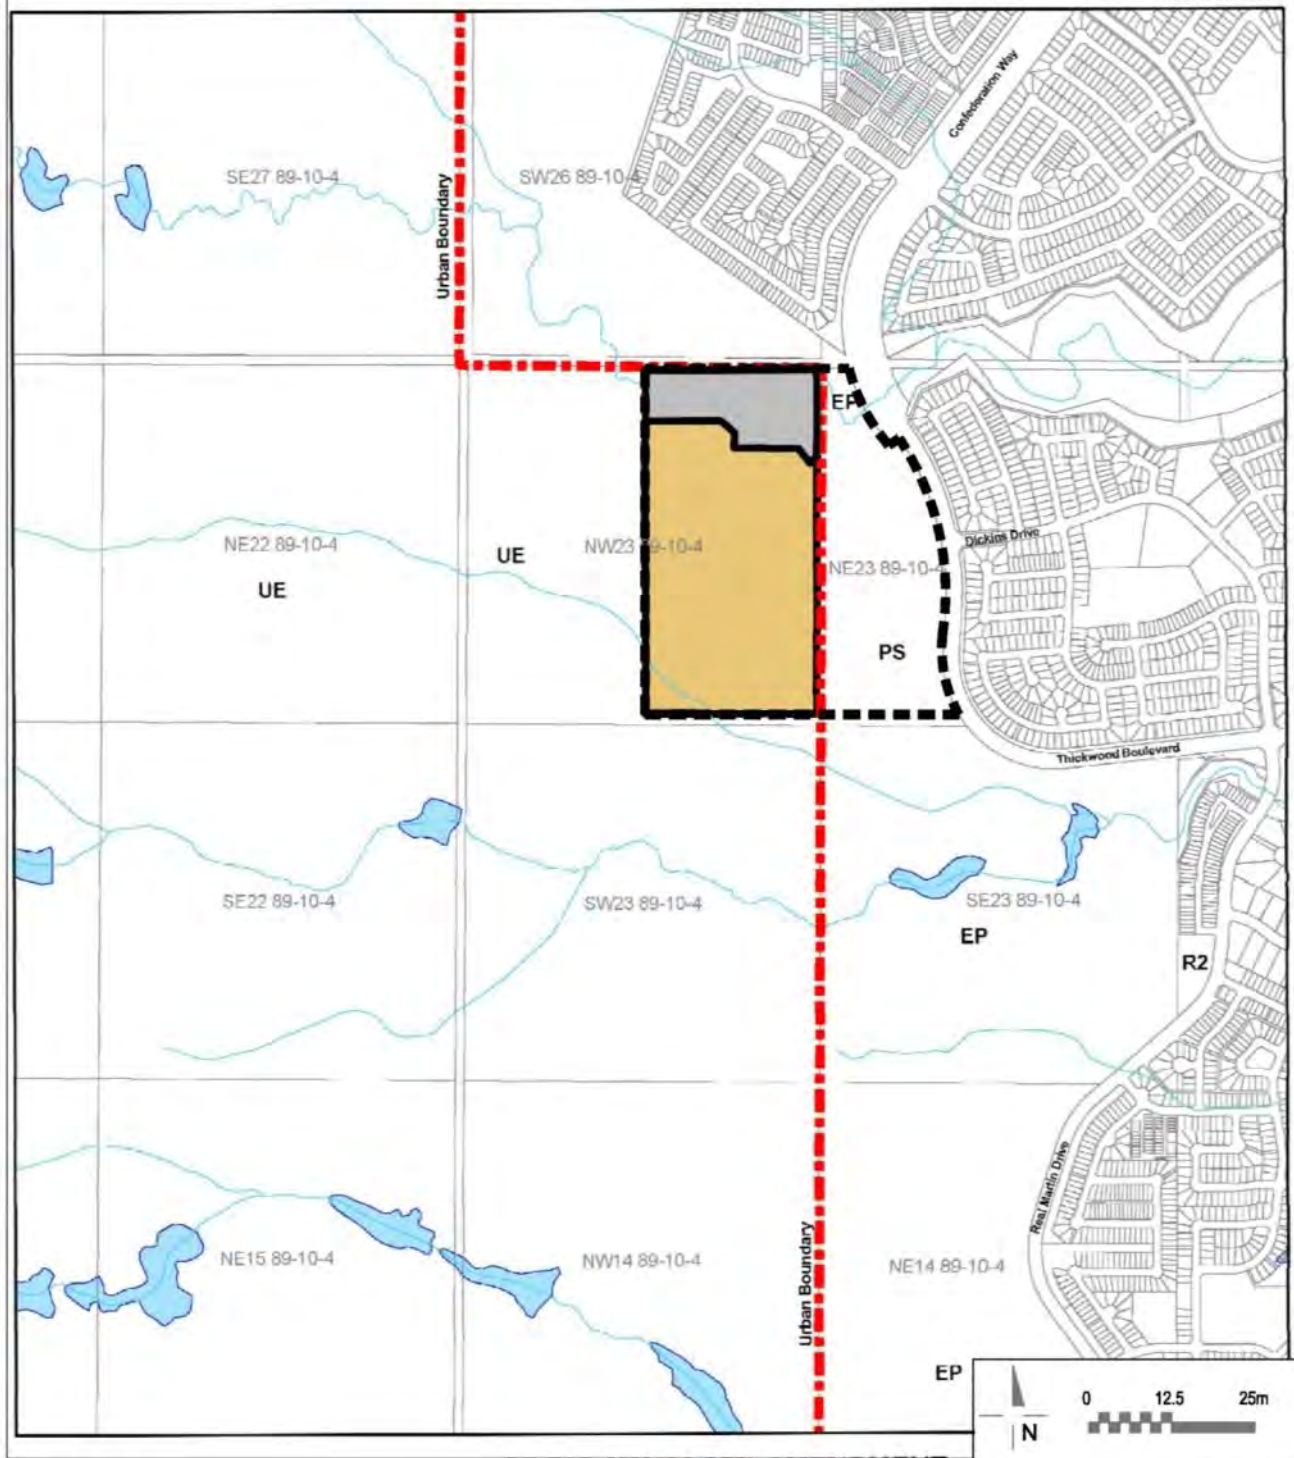 Confederation Way
SE27 89-10-4
SW26 89-10-4
Urban Boundary
EP
NE22 89-10-4
UE
UE
NW23 89-10-4
Dickins Drive
NE23 89-10-4
PS
Thickwood Boulevard
SE22 89-10-4
SW23 89-10-4
SE23 89-10-4
EP
R2
Real Martin Drive
NE15 89-10-4
NW14 89-10-4
NE14 89-10-4
Urban Boundary
EP
0 12.5 25m
N